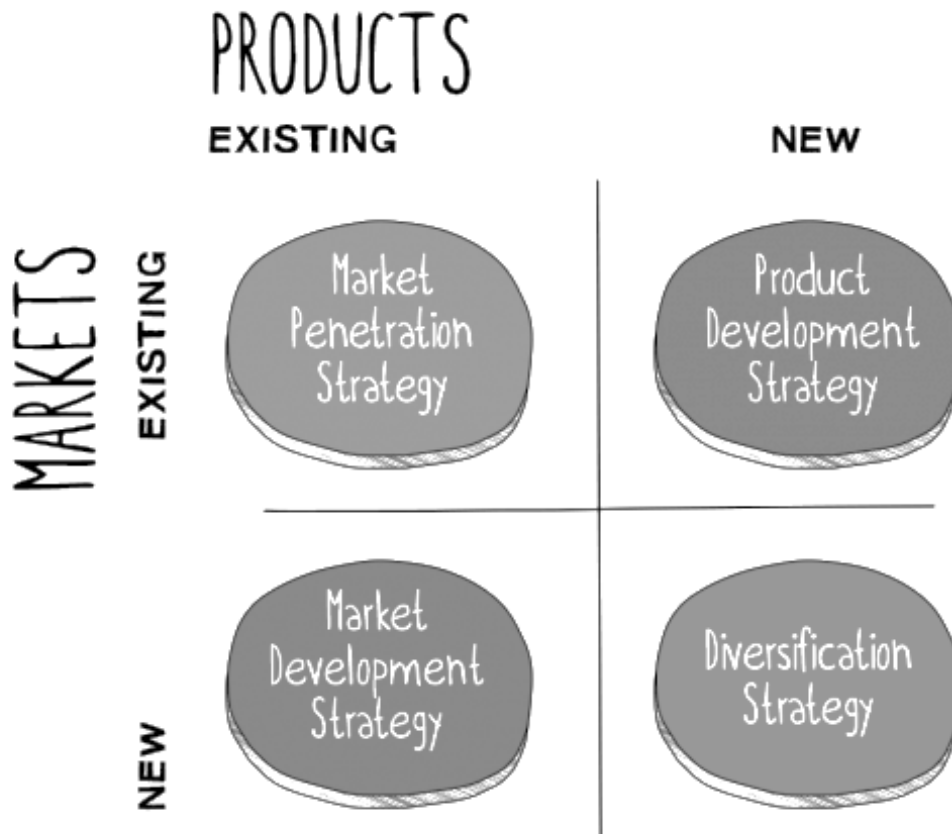 PRODUCTS
EXISTING
NEW
MARKETS
EXISTING
Market
Penetration
Strategy
Product
Development
Strategy
NEW
Market
Development
Strategy
Diversification
Strategy